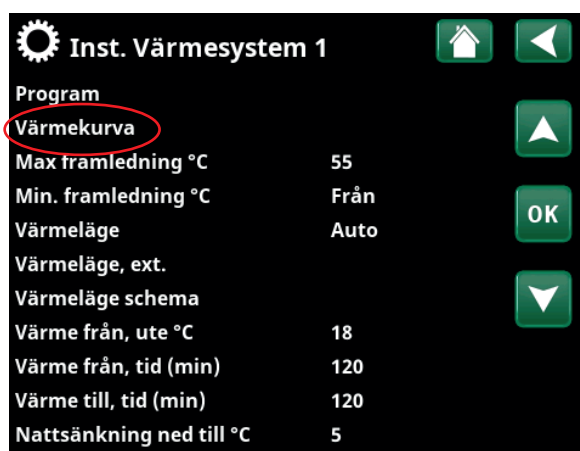 Inst. Värmesystem 1
Program
Värmekurva
Max framledning °C 55
Min. framledning °C Från
Värmeläge Auto
OK
Värmeläge, ext.
Värmeläge schema
Värme från, ute °C 18
Värme från, tid (min) 120
Värme till, tid (min) 120
Nattsänkning ned till °C 5